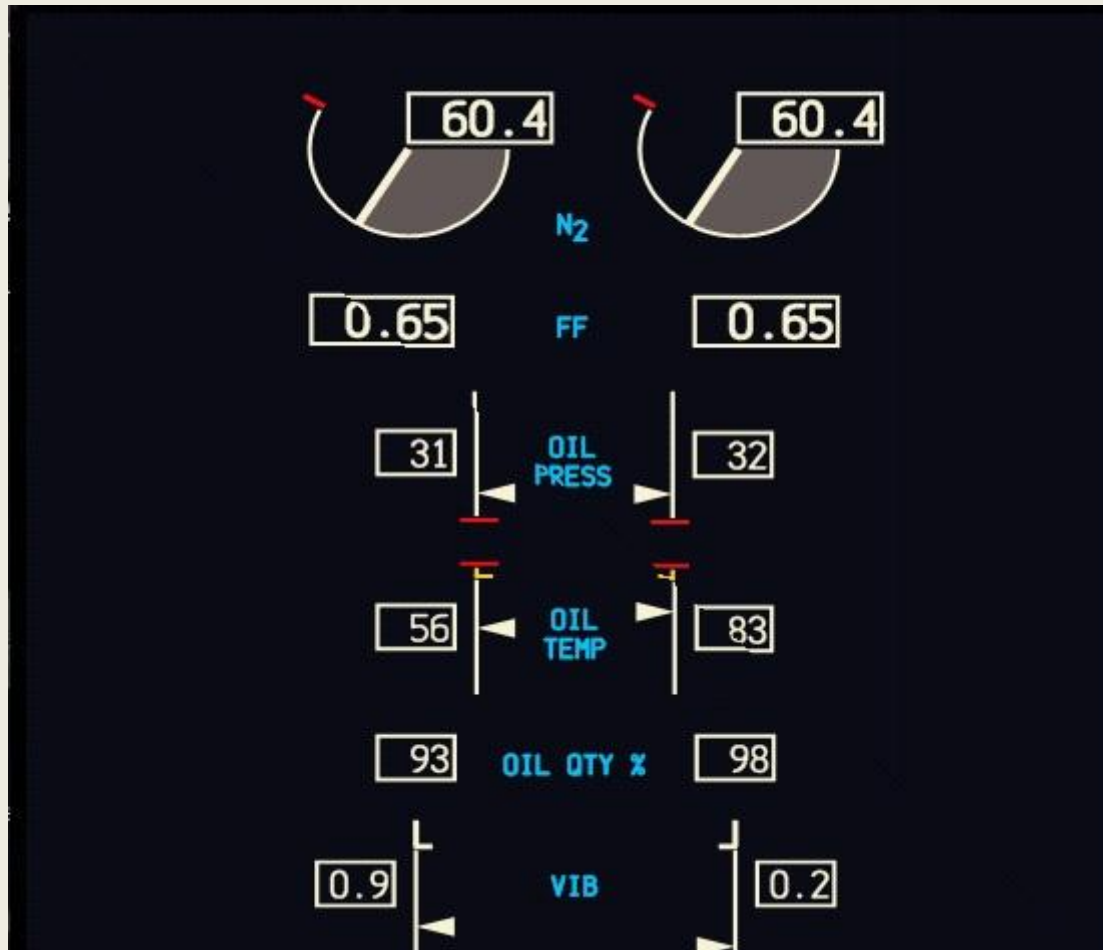 60.4 60.4
N2
0.65 FF 0.65
31 OIL PRESS 32
56 OIL TEMP 83
93 OIL QTY % 98
0.9 VIB 0.2